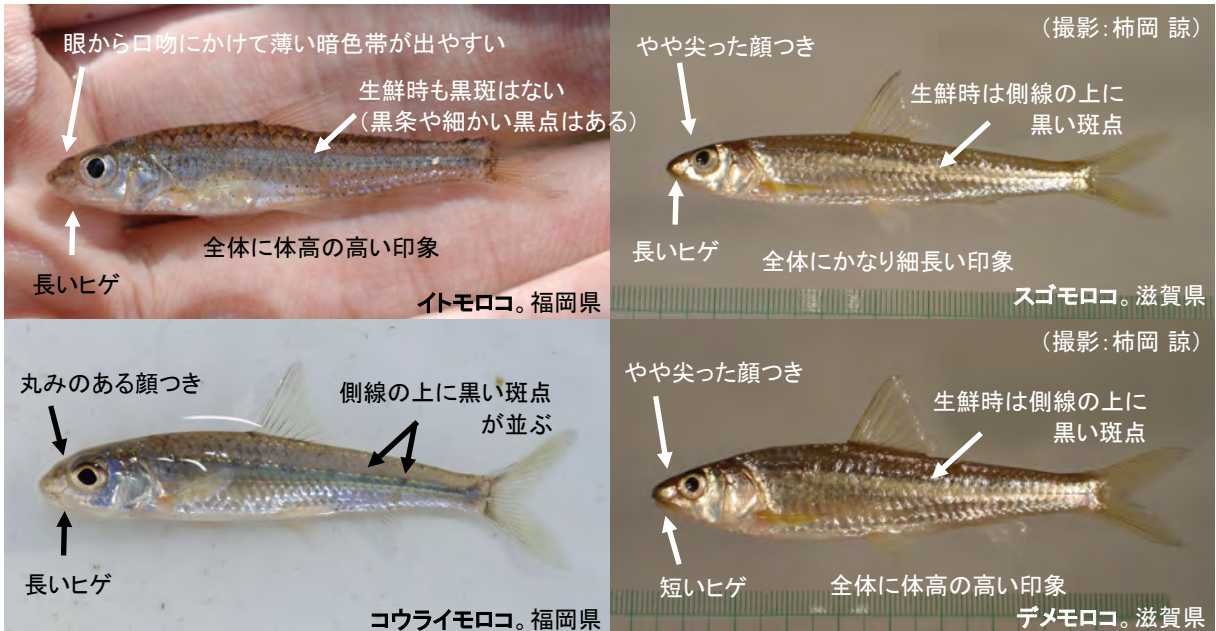 眼から口吻にかけて薄い暗色帯が出やすい
生鮮時も黒斑はない
（黒条や細かい黒点はある）
全体に体高の高い印象
長いヒゲ
イトモロコ。福岡県
（撮影：柿岡 諒）
やや尖った顔つき
生鮮時は側線の上に
黒い斑点
長いヒゲ
全体にかなり細長い印象
スゴモロコ。滋賀県
丸みのある顔つき
側線の上に黒い斑点
が並ぶ
長いヒゲ
コウライモロコ。福岡県
（撮影：柿岡 諒）
やや尖った顔つき
生鮮時は側線の上に
黒い斑点
短いヒゲ
全体に体高の高い印象
デメモロコ。滋賀県